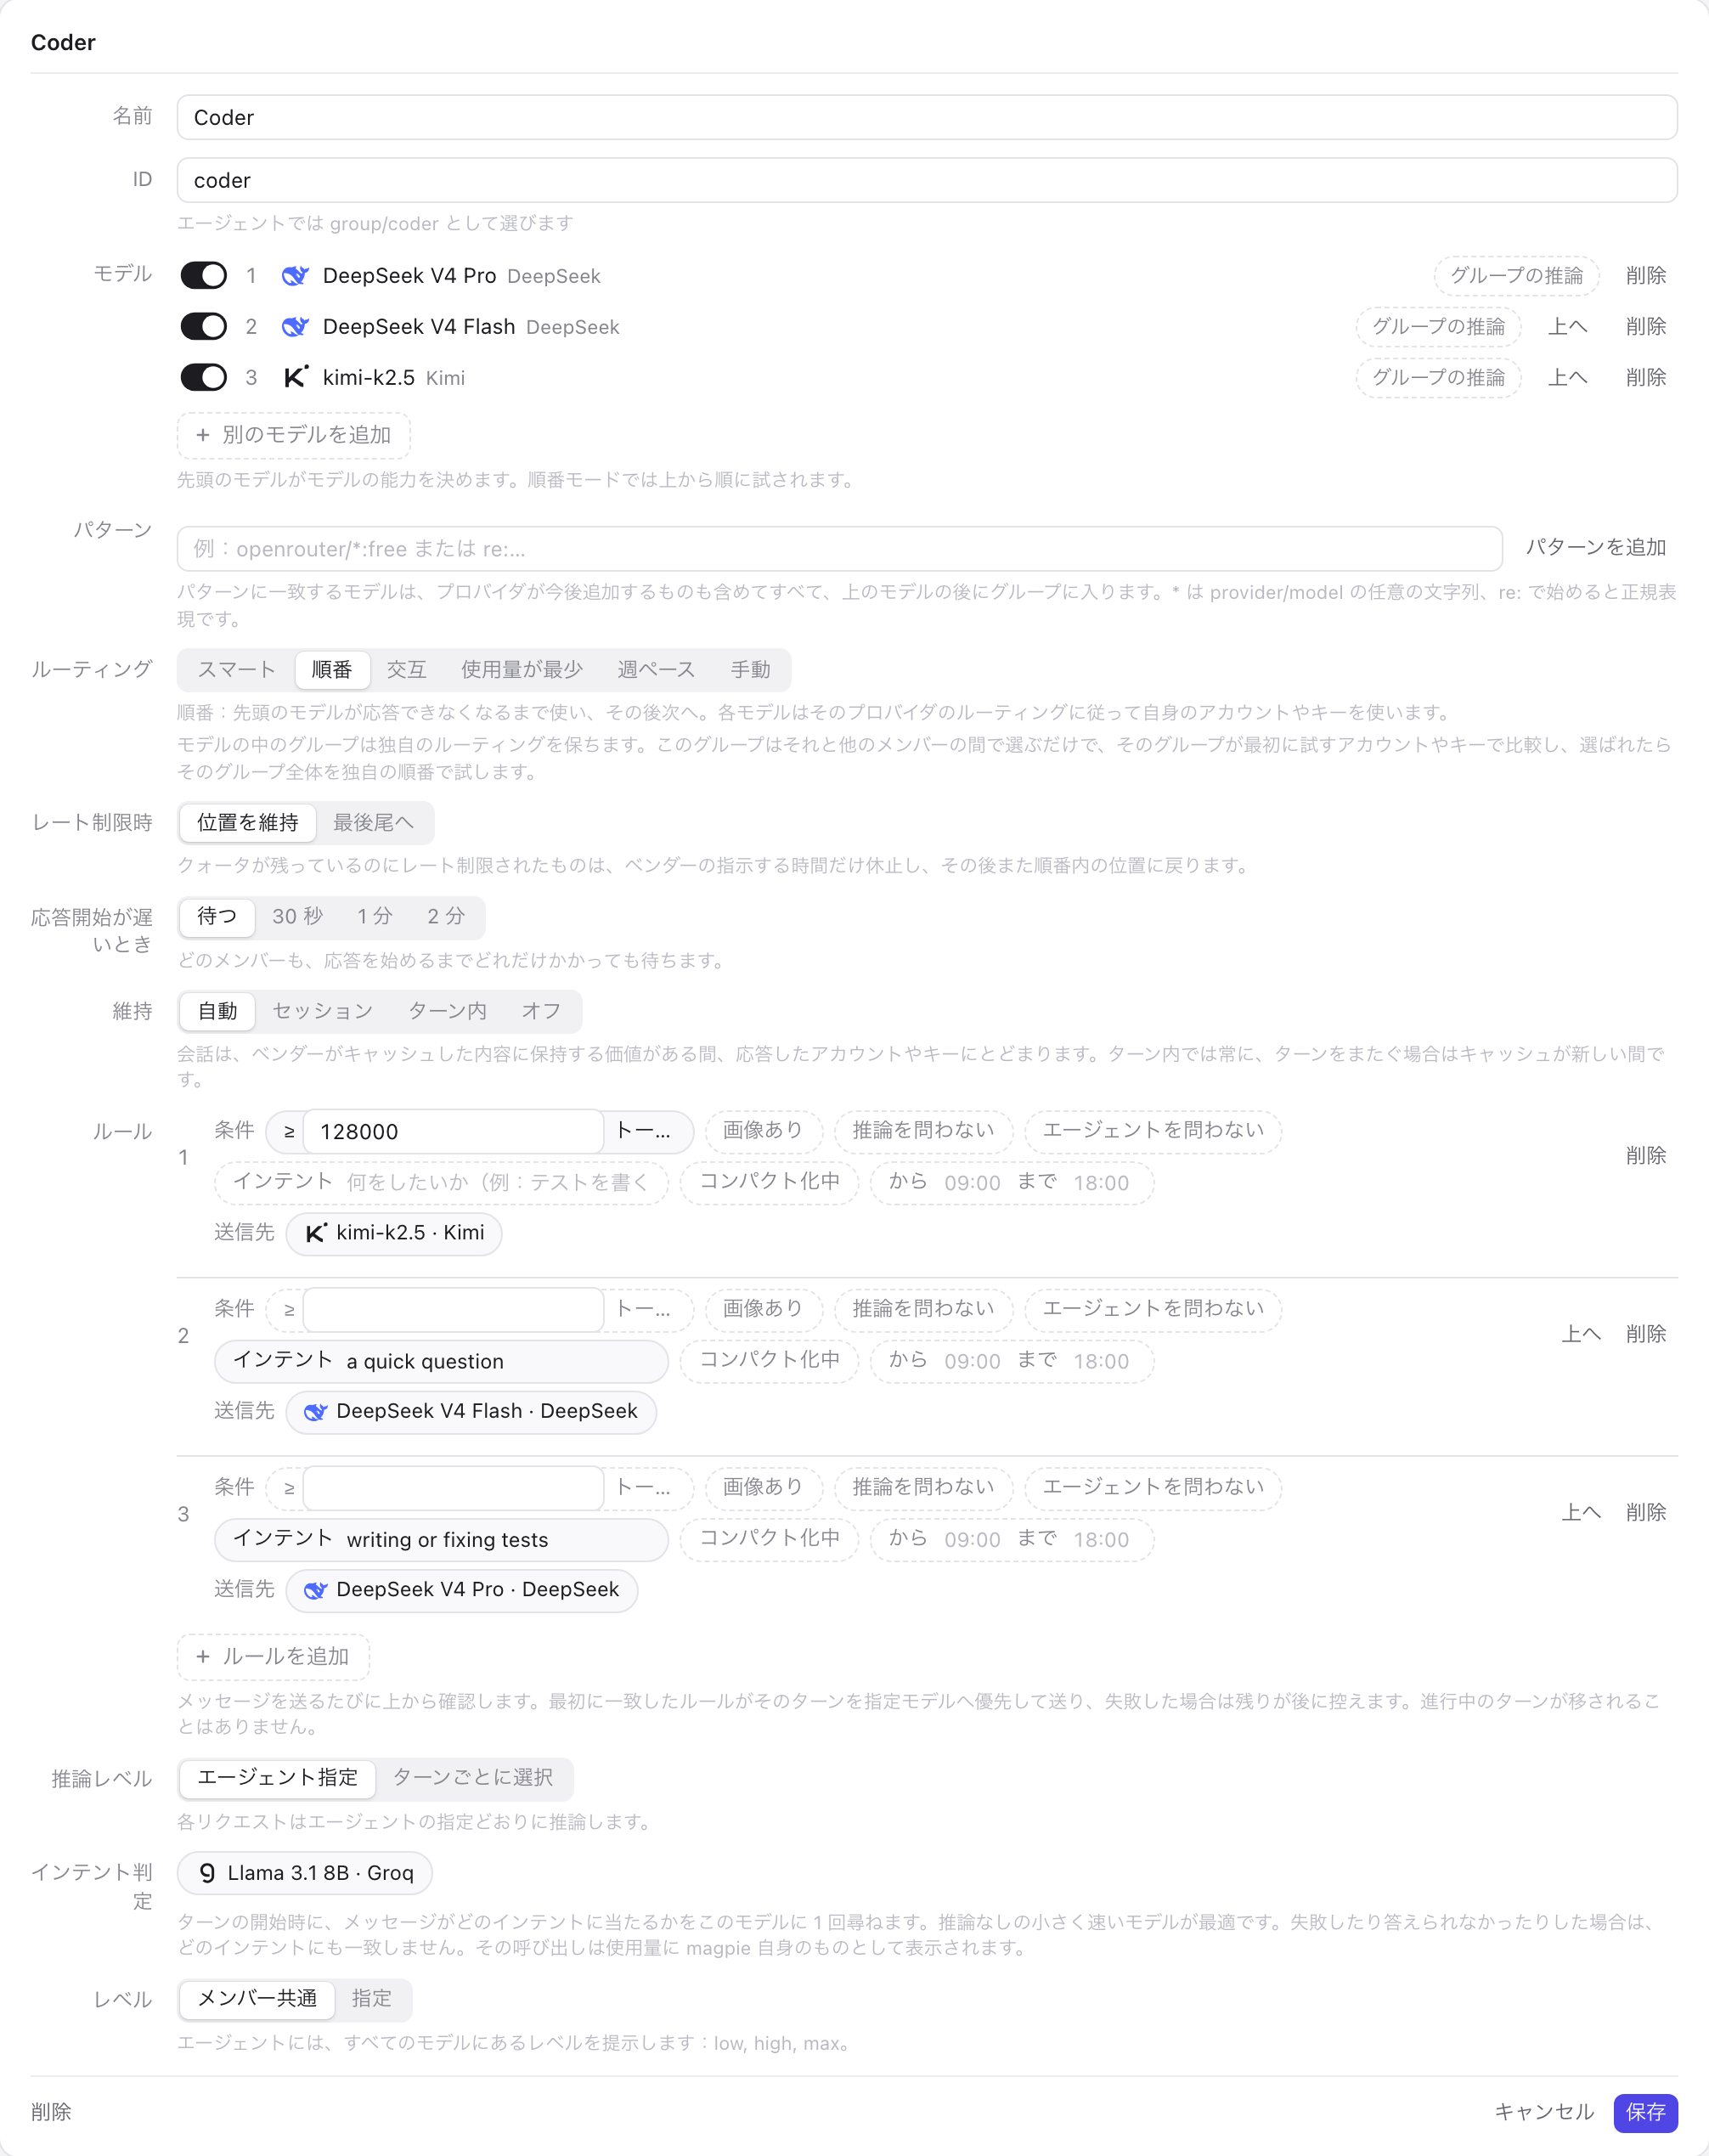 Coder
名前
Coder
ID
coder
エージェントでは group/coder として選びます
モデル
1 DeepSeek V4 Pro DeepSeek グループの推論 削除
2 DeepSeek V4 Flash DeepSeek グループの推論 上へ 削除
3 kimi-k2.5 Kimi グループの推論 上へ 削除
+ 別のモデルを追加
先頭のモデルがモデルの能力を決めます。順番モードでは上から順に試されます。
パターン
例：openrouter/*:free または re:... パターンを追加
パターンに一致するモデルは、プロバイダが今後追加するものも含めてすべて、上のモデルの後にグループに入ります。* は provider/model の任意の文字列、re: で始めると正規表
現です。
ルーティング スマート 順番 交互 使用量が最少 週ペース 手動
順番：先頭のモデルが応答できなくなるまで使い、その後次へ。各モデルはそのプロバイダのルーティングに従って自身のアカウントやキーを使います。
モデルの中のグループは独自のルーティングを保ちます。このグループはそれと他のメンバーの間で選ぶだけで、そのグループが最初に試すアカウントやキーで比較し、選ばれたら
そのグループ全体を独自の順番で試します。
レート制限時 位置を維持 最後尾へ
クォータが残っているのにレート制限されたものは、ベンダーの指示する時間だけ休止し、その後また順番内の位置に戻ります。
応答開始が遅
いとき
待つ 30 秒 1 分 2 分
どのメンバーも、応答を始めるまでどれだけかかっても待ちます。
維持 自動 セッション ターン内 オフ
会話は、ベンダーがキャッシュした内容に保持する価値がある間、応答したアカウントやキーにとどまります。ターン内では常に、ターンをまたぐ場合はキャッシュが新しい間で
す。
ルール
1
条件 ≥ 128000 トー... 画像あり 推論を問わない エージェントを問わない
削除
インテント 何をしたいか（例：テストを書く コンパクト化中 から 09:00 まで 18:00
送信先 kimi-k2.5 · Kimi
2
条件 ≥ トー... 画像あり 推論を問わない エージェントを問わない
上へ 削除
インテント a quick question コンパクト化中 から 09:00 まで 18:00
送信先 DeepSeek V4 Flash · DeepSeek
3
条件 ≥ トー... 画像あり 推論を問わない エージェントを問わない
上へ 削除
インテント writing or fixing tests コンパクト化中 から 09:00 まで 18:00
送信先 DeepSeek V4 Pro · DeepSeek
+ ルールを追加
メッセージを送るたびに上から確認します。最初に一致したルールがそのターンを指定モデルへ優先して送り、失敗した場合は残りが後に控えます。進行中のターンが移されるこ
とはありません。
推論レベル エージェント指定 ターンごとに選択
各リクエストはエージェントの指定どおりに推論します。
インテント判
定
Llama 3.1 8B · Groq
ターンの開始時に、メッセージがどのインテントに当たるかをこのモデルに 1 回尋ねます。推論なしの小さく速いモデルが最適です。失敗したり答えられなかったりした場合は、
どのインテントにも一致しません。その呼び出しは使用量に magpie 自身のものとして表示されます。
レベル メンバー共通 指定
エージェントには、すべてのモデルにあるレベルを提示します：low, high, max。
削除 キャンセル 保存